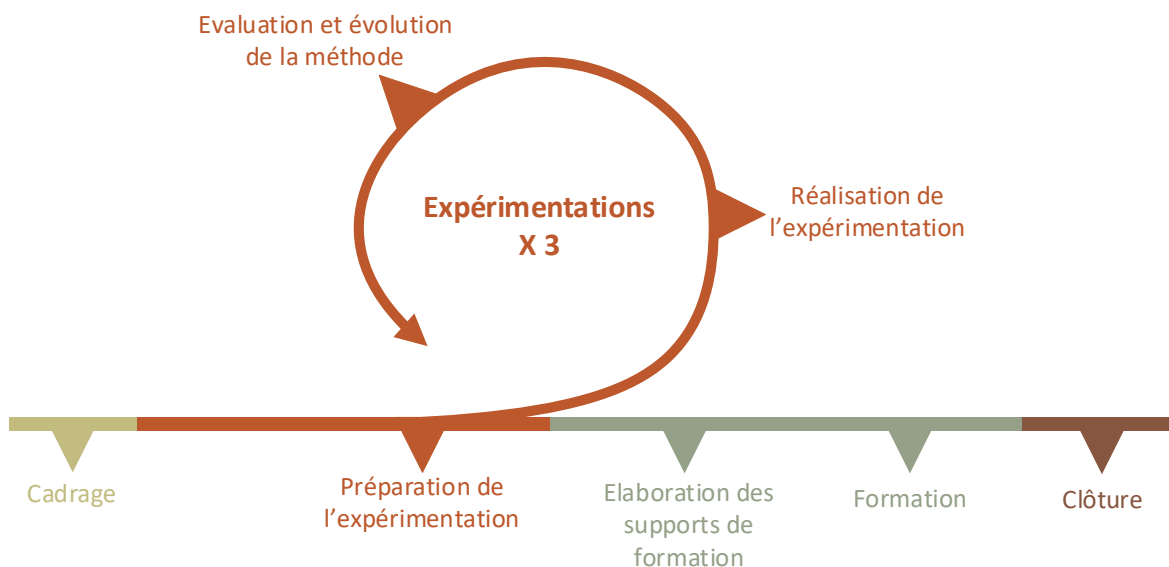 Evaluation et évolution
de la méthode
Expérimentations
X 3
Réalisation de
l’expérimentation
Cadrage
Préparation de
l’expérimentation
Elaboration des
supports de
formation
Formation
Clôture